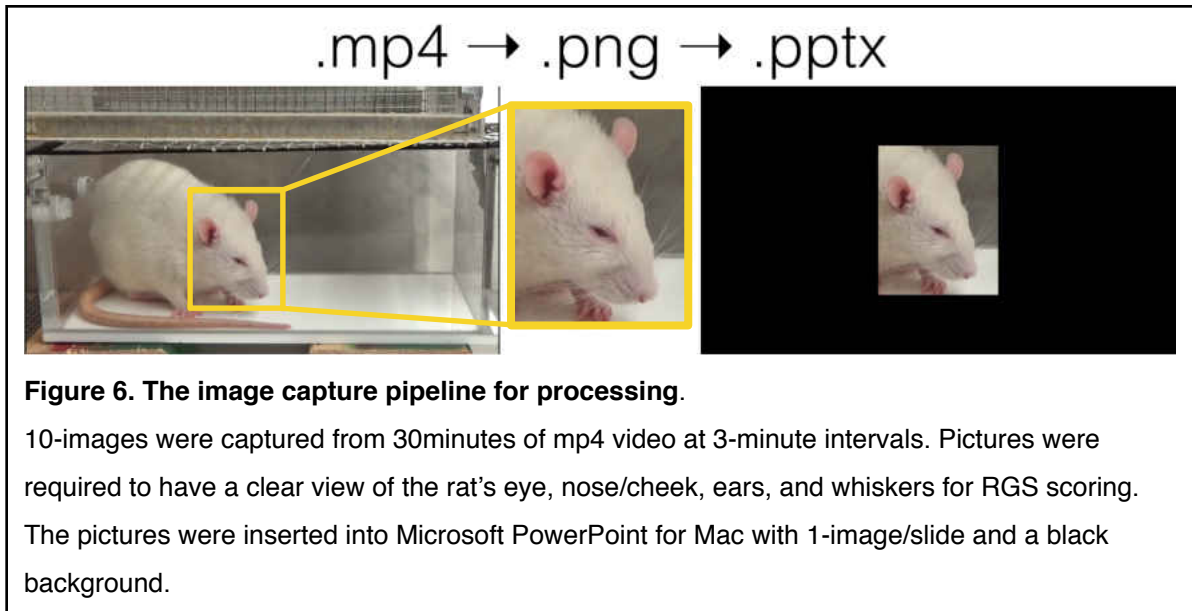 .mp4 → .png → .pptx
Figure 6. The image capture pipeline for processing.
10-images were captured from 30minutes of mp4 video at 3-minute intervals. Pictures were
required to have a clear view of the rat's eye, nose/cheek, ears, and whiskers for RGS scoring.
The pictures were inserted into Microsoft PowerPoint for Mac with 1-image/slide and a black
background.